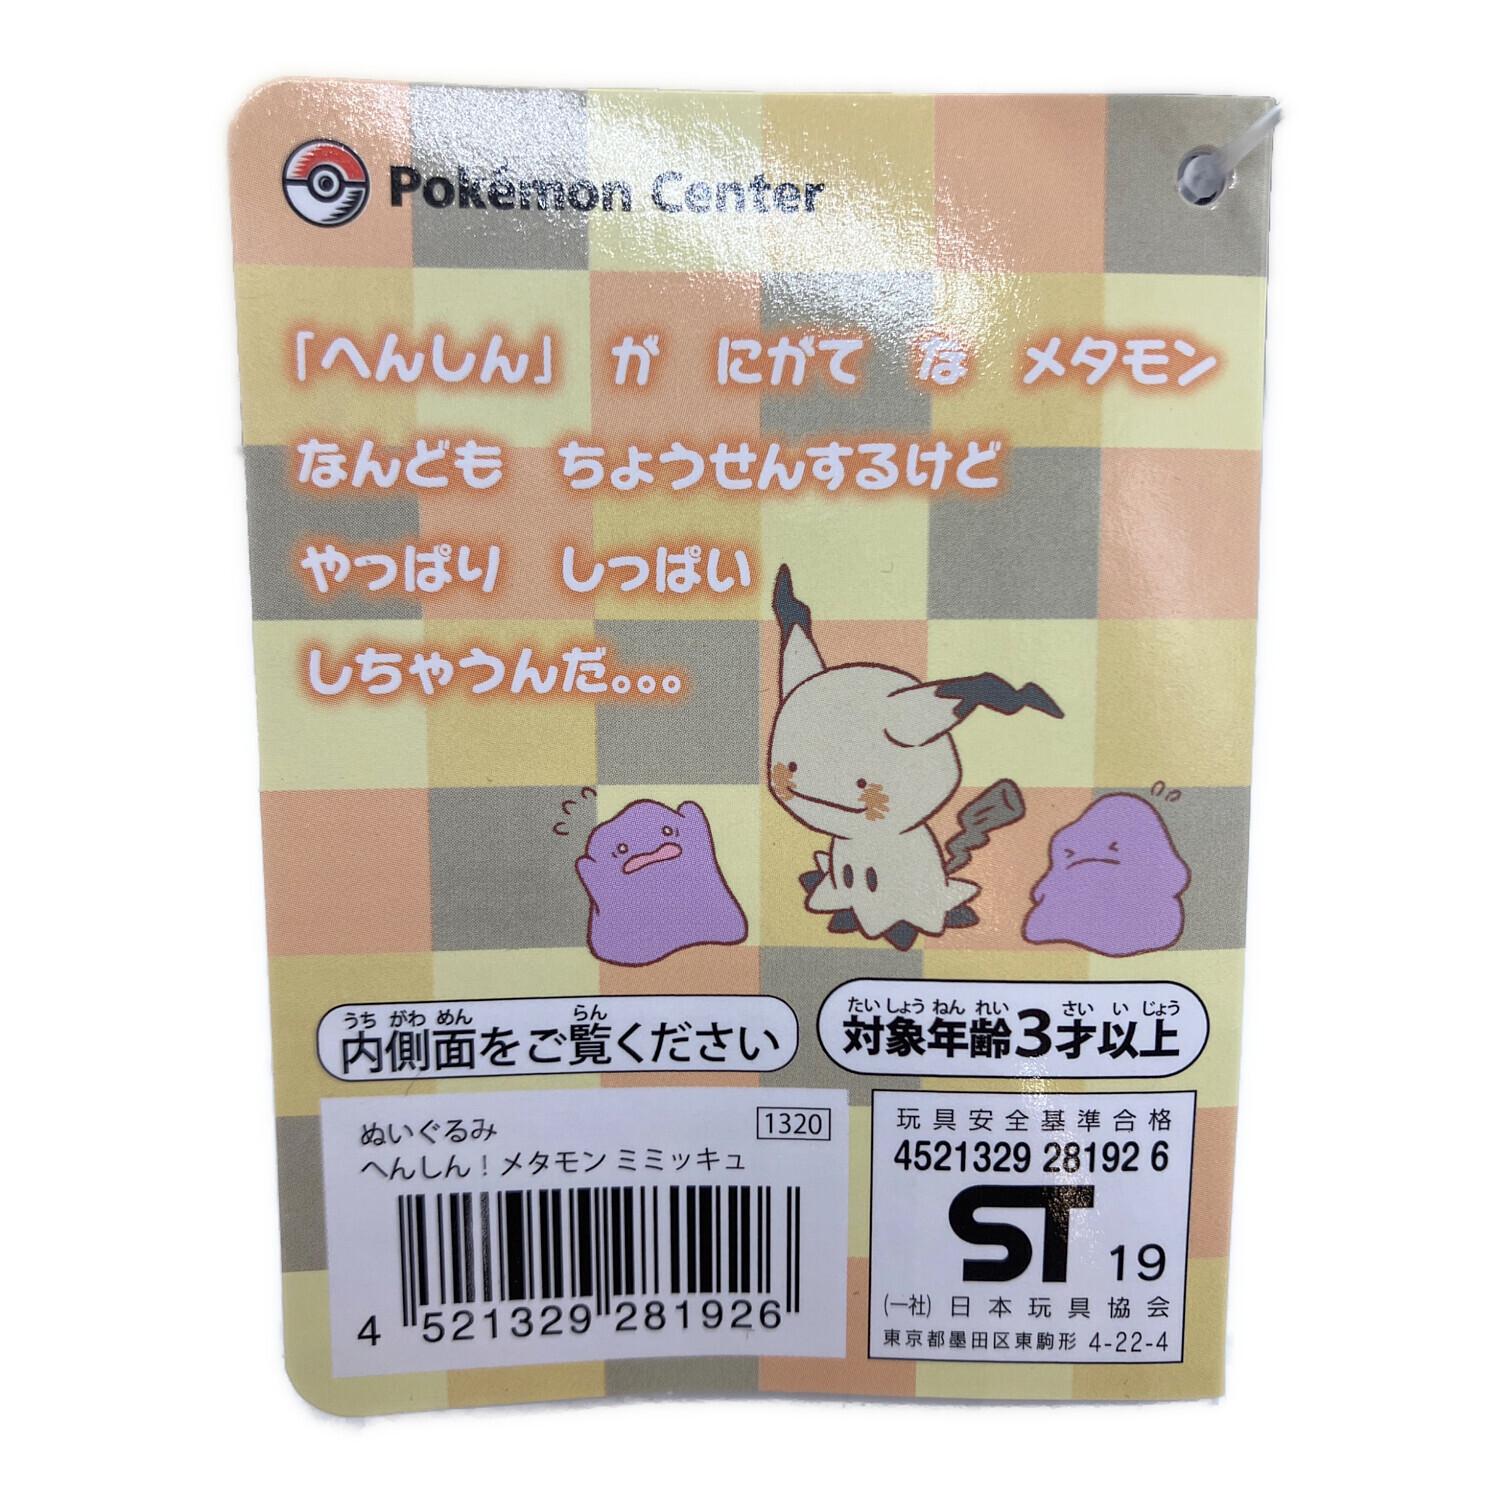 Pokémon Center
「へんしん」 が にがて な メタモン
なんども ちょうせんするけど
やっぱり しっぱい
しちゃうんだ。。。
うち がわ めん らん
内側面をご覧ください
たい しょう ねん れい さい い じょう
対象年齢3才以上
ぬいぐるみ 1320
へんしん！メタモン ミミッキュ
4 521329 281926
玩具安全基準合格
4521329 28192 6
ST 19
(一社) 日本玩具協会
東京都墨田区東駒形 4-22-4